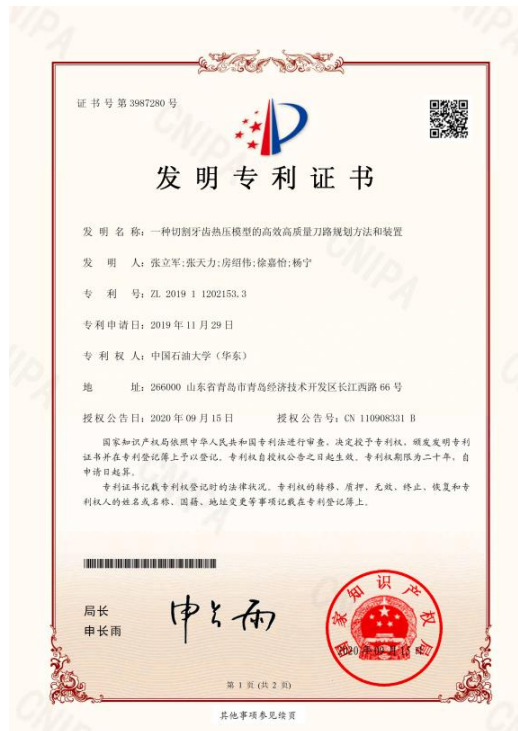 证书号第3987280号
发明专利证书
发 明 名 称：一种切割牙齿热压模型的高效高质量刀路规划方法和装置
发 明 人：张立军;张天力;房绍伟;徐嘉怡;杨宁
专 利 号：ZL 2019 1 1202153.3
专利申请日：2019年11月29日
专 利 权 人：中国石油大学（华东）
地 址：266000 山东省青岛市青岛经济技术开发区长江西路66号
授权公告日：2020年09月15日 授权公告号：CN 110908331 B
国家知识产权局依照中华人民共和国专利法进行审查，决定授予专利权，颁发发明专利
证书并在专利登记簿上予以登记。专利权自授权公告之日起生效。专利权期限为二十年，自
申请日起算。
专利证书记载专利权登记时的法律状况。专利权的转移、质押、无效、终止、恢复和专
利权人的姓名或名称、国籍、地址变更等事项记载在专利登记簿上。
局长
申长雨
申长雨
国家知识产权局
2020年09月15日
第 1 页 (共 2 页)
其他事项参见续页
CNIPA